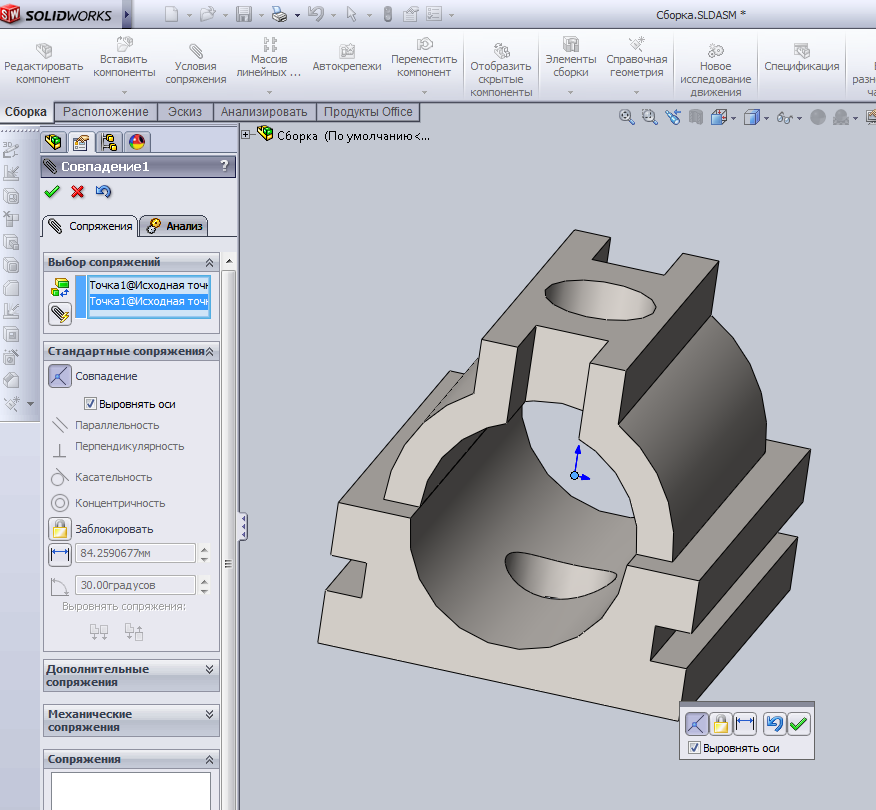 SOLIDWORKS
Сборка.SLDASM *
Редактировать компонент
Вставить компоненты
Условия сопряжения
Массив линейных ...
Автокрепежи
Переместить компонент
Отобразить скрытые компоненты
Элементы сборки
Справочная геометрия
Новое исследование движения
Спецификация
Сборка
Расположение
Эскиз
Анализировать
Продукты Office
Сборка (По умолчанию<...
Совпадение1
?
Сопряжения
Анализ
Выбор сопряжений
Точка1@Исходная точ
Точка1@Исходная точ
Стандартные сопряжения
Совпадение
Выровнять оси
Параллельность
Перпендикулярность
Касательность
Концентричность
Заблокировать
84.2590677мм
30.00градусов
Выровнять сопряжения:
Дополнительные
сопряжения
Механические
сопряжения
Сопряжения
Выровнять оси